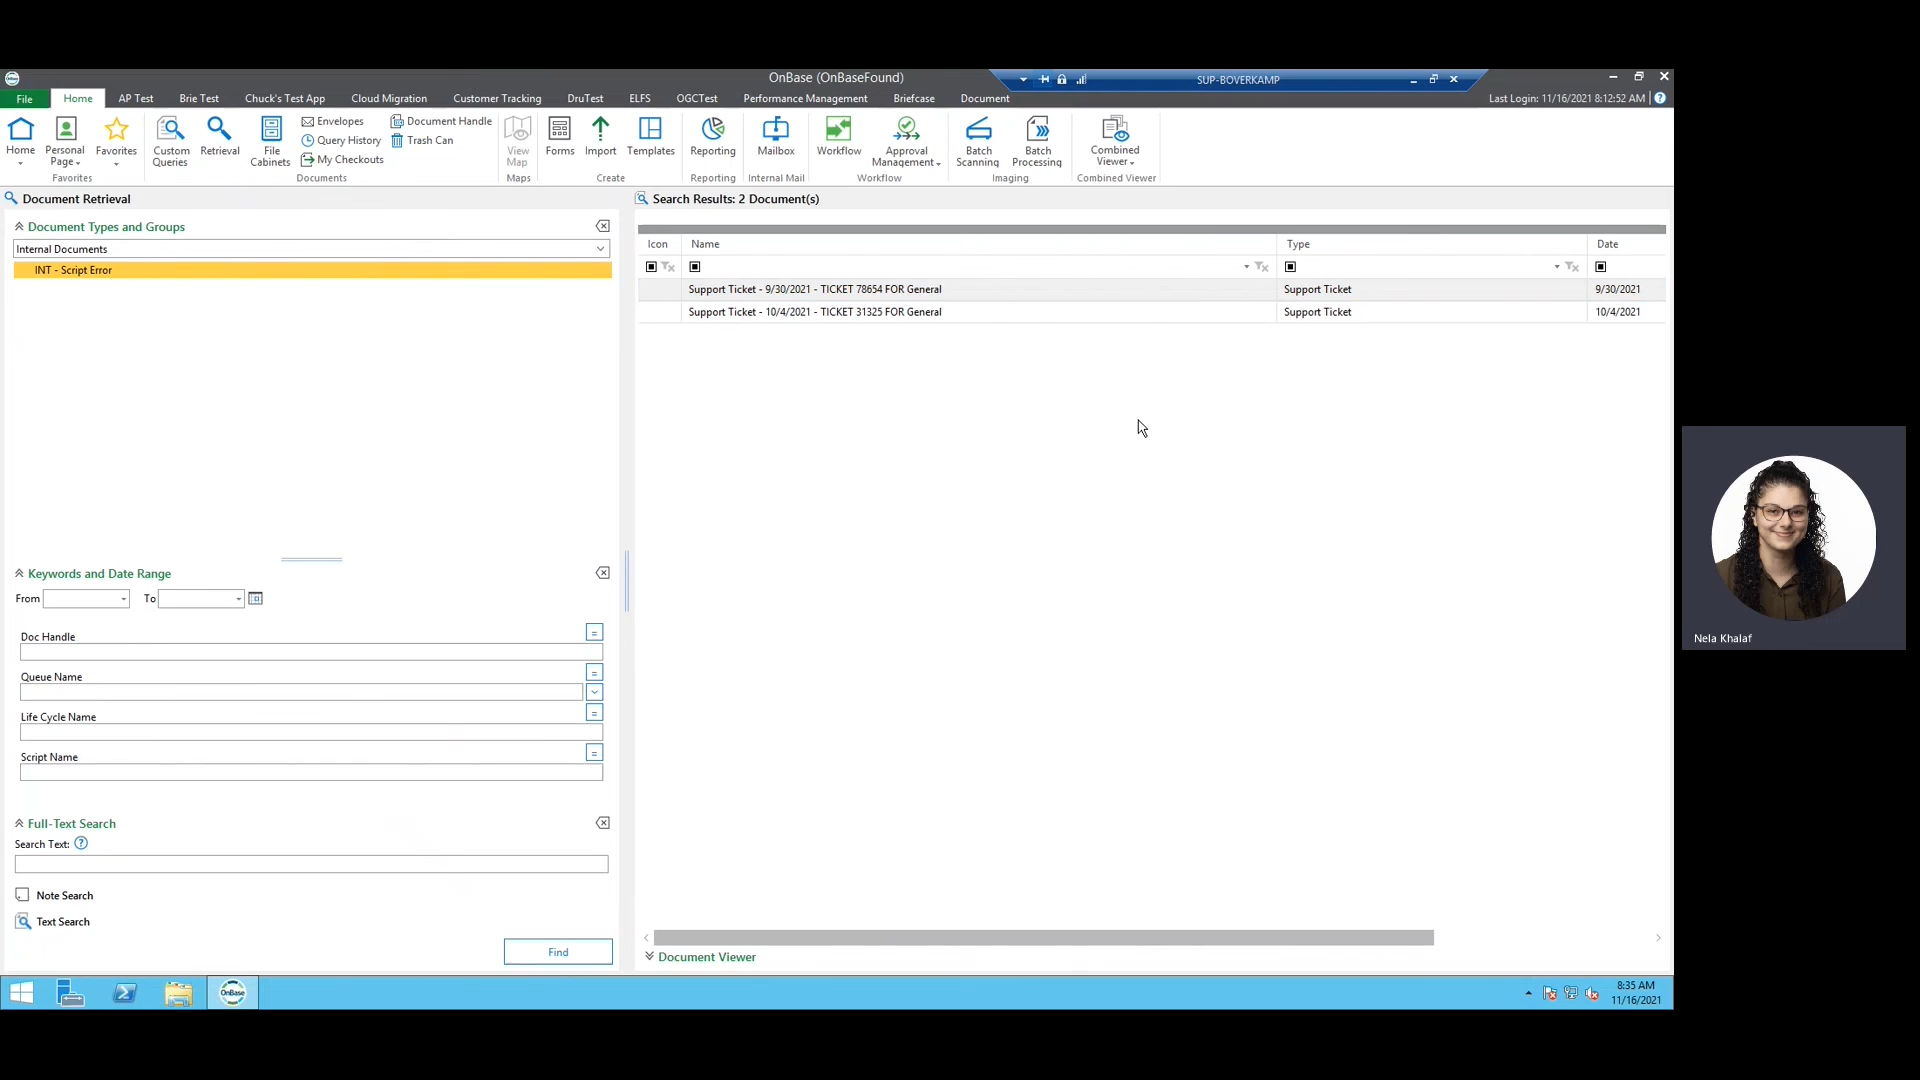 OnBase (OnBaseFound)
SUP-BOVERKAMP
File
Home
AP Test
Brie Test
Chuck's Test App
Cloud Migration
Customer Tracking
DruTest
ELFS
OGCTest
Performance Management
Briefcase
Document
Last Login: 11/16/2021 8:12:52 AM
Home
Personal Page
Favorites
Favorites
Custom Queries
Retrieval
File Cabinets
Envelopes
Query History
My Checkouts
Document Handle
Trash Can
Documents
View Map
Maps
Forms
Import
Templates
Create
Reporting
Reporting
Mailbox
Internal Mail
Workflow
Approval Management
Workflow
Batch Scanning
Batch Processing
Imaging
Combined Viewer
Combined Viewer
Document Retrieval
Document Types and Groups
Internal Documents
INT - Script Error
Keywords and Date Range
From
To
Doc Handle
=
Queue Name
=
Life Cycle Name
=
Script Name
=
Full-Text Search
Search Text: ?
Note Search
Text Search
Find
Search Results: 2 Document(s)
Icon Name Type Date
Support Ticket - 9/30/2021 - TICKET 78654 FOR General Support Ticket 9/30/2021
Support Ticket - 10/4/2021 - TICKET 31325 FOR General Support Ticket 10/4/2021
Document Viewer
Nela Khalaf
OnBase
8:35 AM
11/16/2021